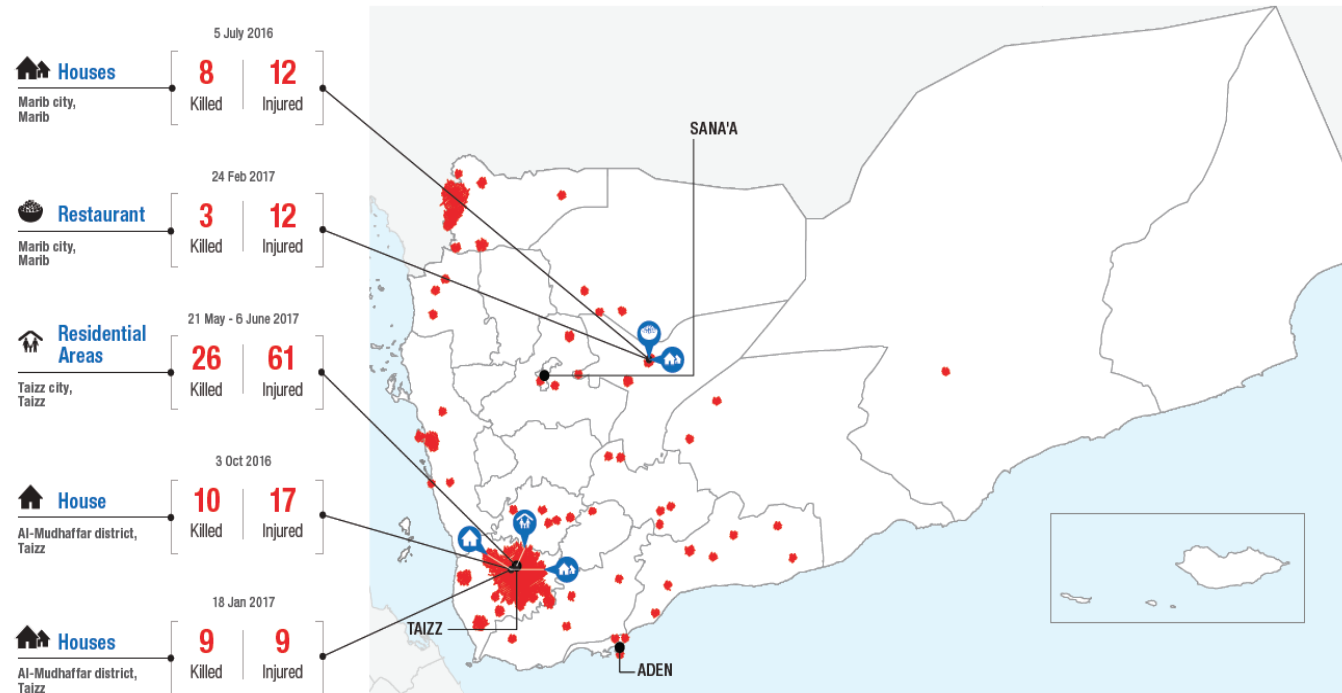 5 July 2016
Houses
8
12
Killed
Injured
Marib city,
Marib
24 Feb 2017
Restaurant
3
12
Killed
Injured
Marib city,
Marib
21 May - 6 June 2017
Residential
Areas
26
61
Killed
Injured
Taizz city,
Taizz
3 Oct 2016
House
10
17
Killed
Injured
Al-Mudhaffar district,
Taizz
18 Jan 2017
Houses
9
9
Killed
Injured
Al-Mudhaffar district,
Taizz
SANA'A
TAIZZ
ADEN